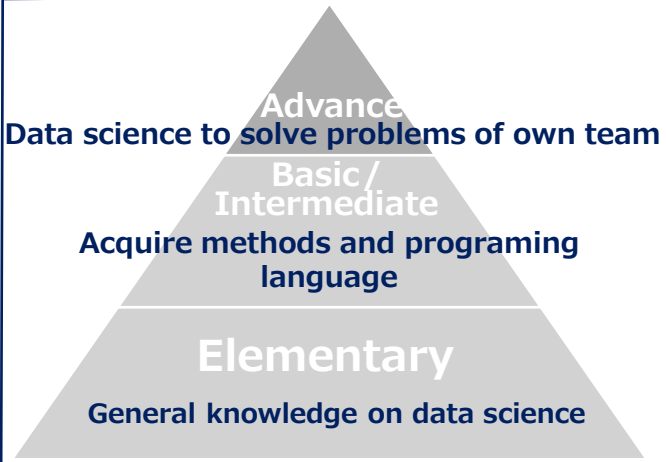 Advance
Data science to solve problems of own team
Basic/
Intermediate
Acquire methods and programing
language
Elementary
General knowledge on data science